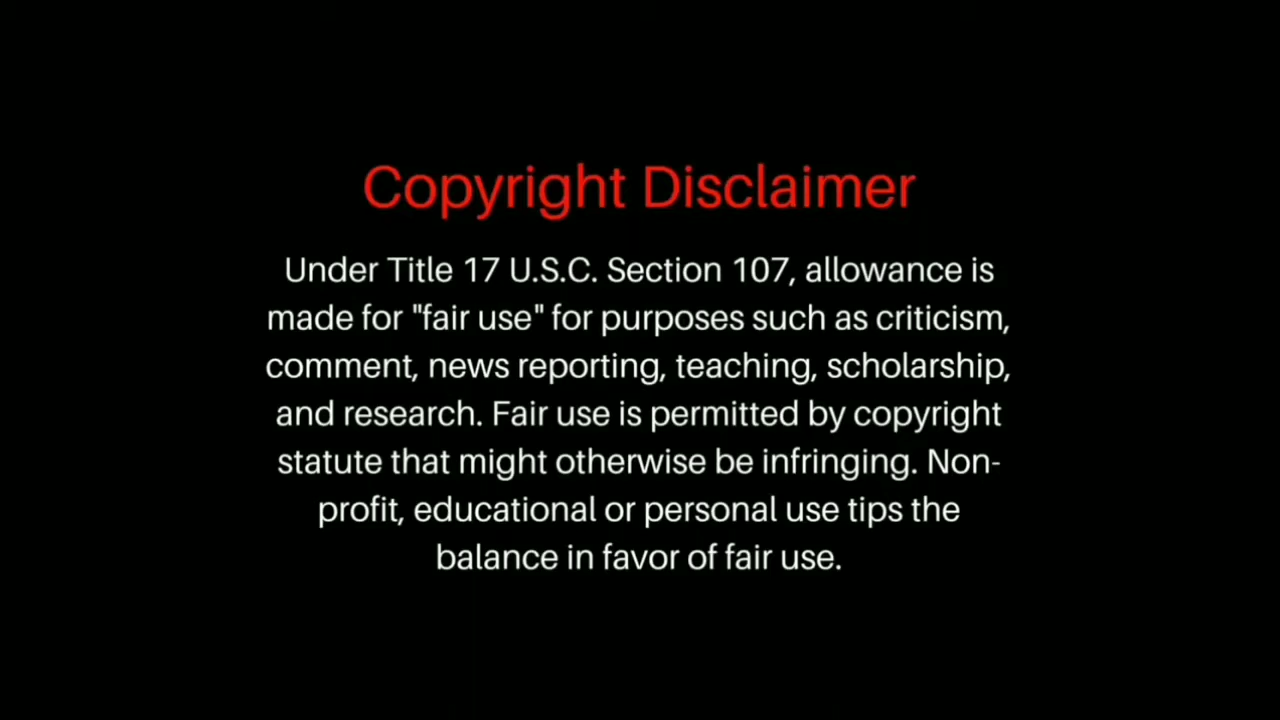 Copyright Disclaimer
Under Title 17 U.S.C. Section 107, allowance is
made for "fair use" for purposes such as criticism,
comment, news reporting, teaching, scholarship,
and research. Fair use is permitted by copyright
statute that might otherwise be infringing. Non-
profit, educational or personal use tips the
balance in favor of fair use.